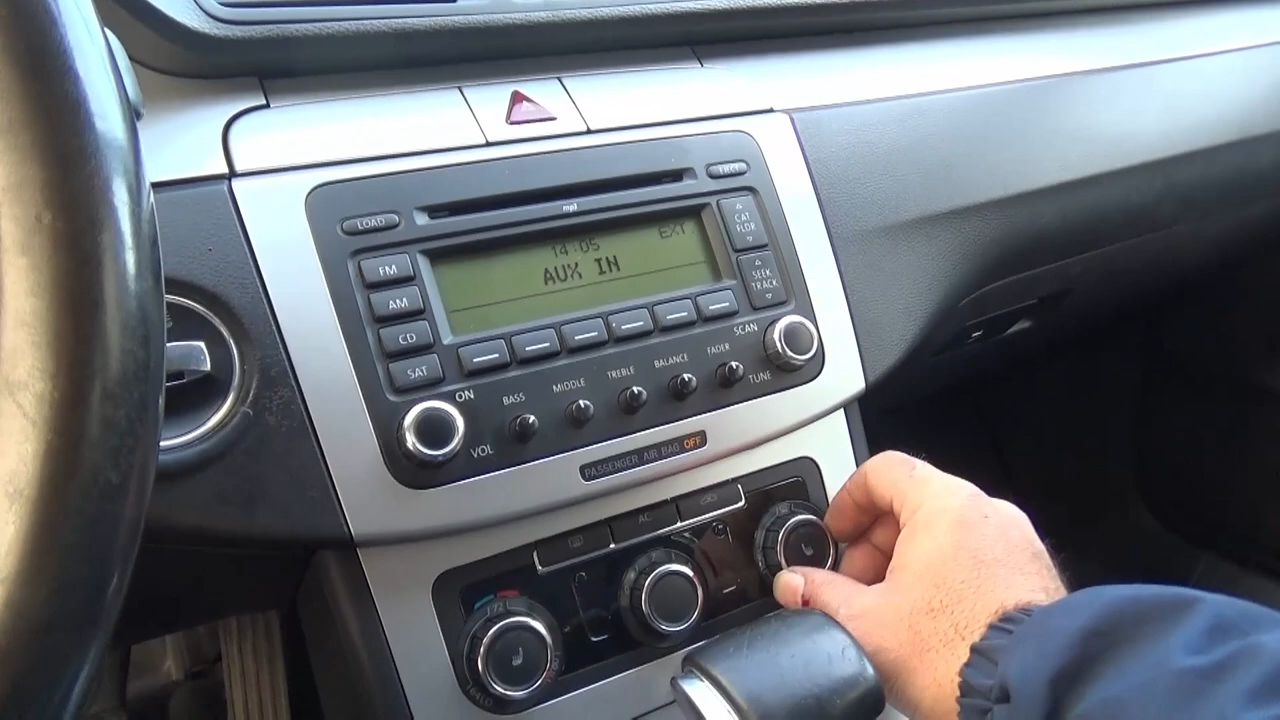 EJECT
mp3
LOAD
CAT
FLDR
14:05
EXT
AUX IN
FM
AM
CD
SAT
SEEK
TRACK
SCAN
ON
BASS
MIDDLE
TREBLE
BALANCE
FADER
TUNE
VOL
PASSENGER AIR BAG OFF
AC